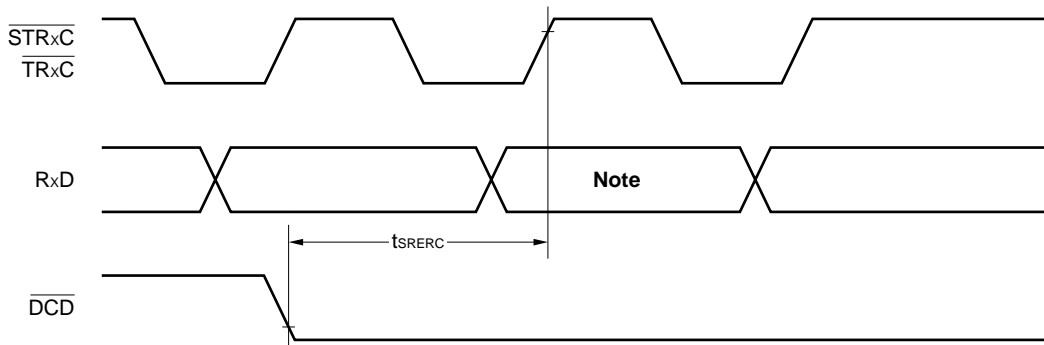 STRxC
TRxC
RxD
Note
tSRERC
DCD